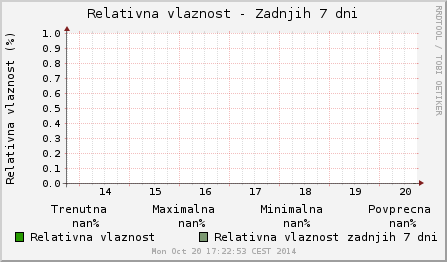 Relativna vlaznost - Zadnjih 7 dni
RRDTOOL / TOBI OETIKER
Relativna vlaznost (%)
1.0
0.9
0.8
0.7
0.6
0.5
0.4
0.3
0.2
0.1
0.0
14 15 16 17 18 19 20
Trenutna Maximalna Minimalna Povprecna
nan% nan% nan% nan%
Relativna vlaznost Relativna vlaznost zadnjih 7 dni
Mon Oct 20 17:22:53 CEST 2014